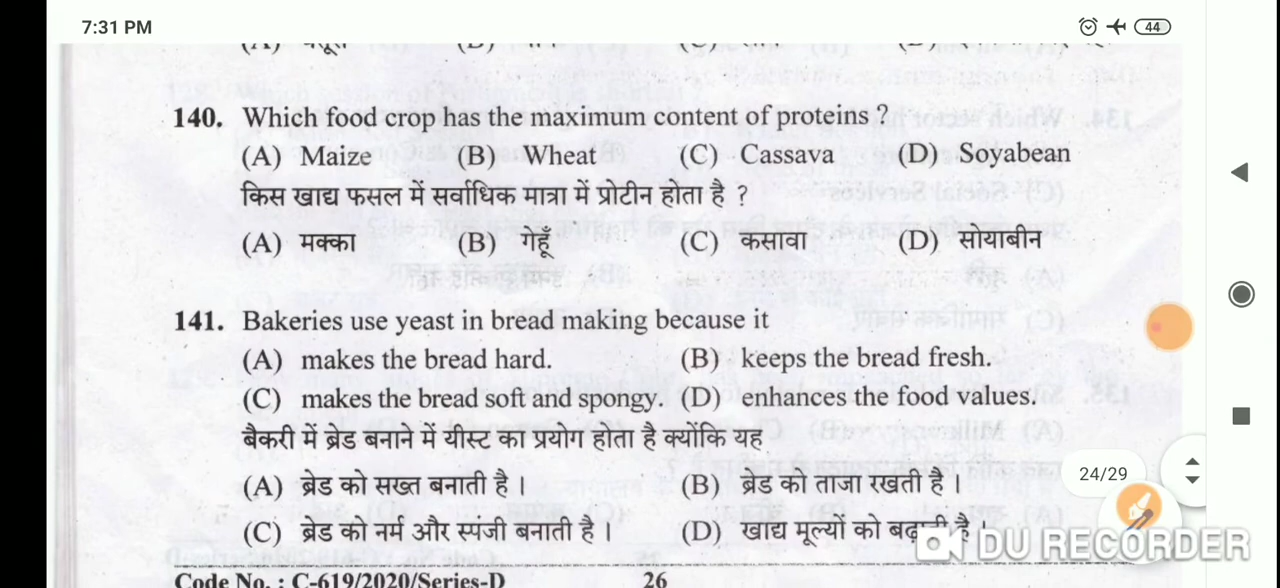 7:31 PM
44
140. Which food crop has the maximum content of proteins ?
(A) Maize (B) Wheat (C) Cassava (D) Soyabean
किस खाद्य फसल में सर्वाधिक मात्रा में प्रोटीन होता है ?
(A) मक्का (B) गेहूँ (C) कसावा (D) सोयाबीन
141. Bakeries use yeast in bread making because it
(A) makes the bread hard. (B) keeps the bread fresh.
(C) makes the bread soft and spongy. (D) enhances the food values.
बैकरी में ब्रेड बनाने में यीस्ट का प्रयोग होता है क्योंकि यह
(A) ब्रेड को सख्त बनाती है । (B) ब्रेड को ताजा रखती है ।
24/29
(C) ब्रेड को नर्म और स्पंजी बनाती है । (D) खाद्य मूल्यों को है ।
DU RECORDER
Code No. : C-619/2020/Series-D 26